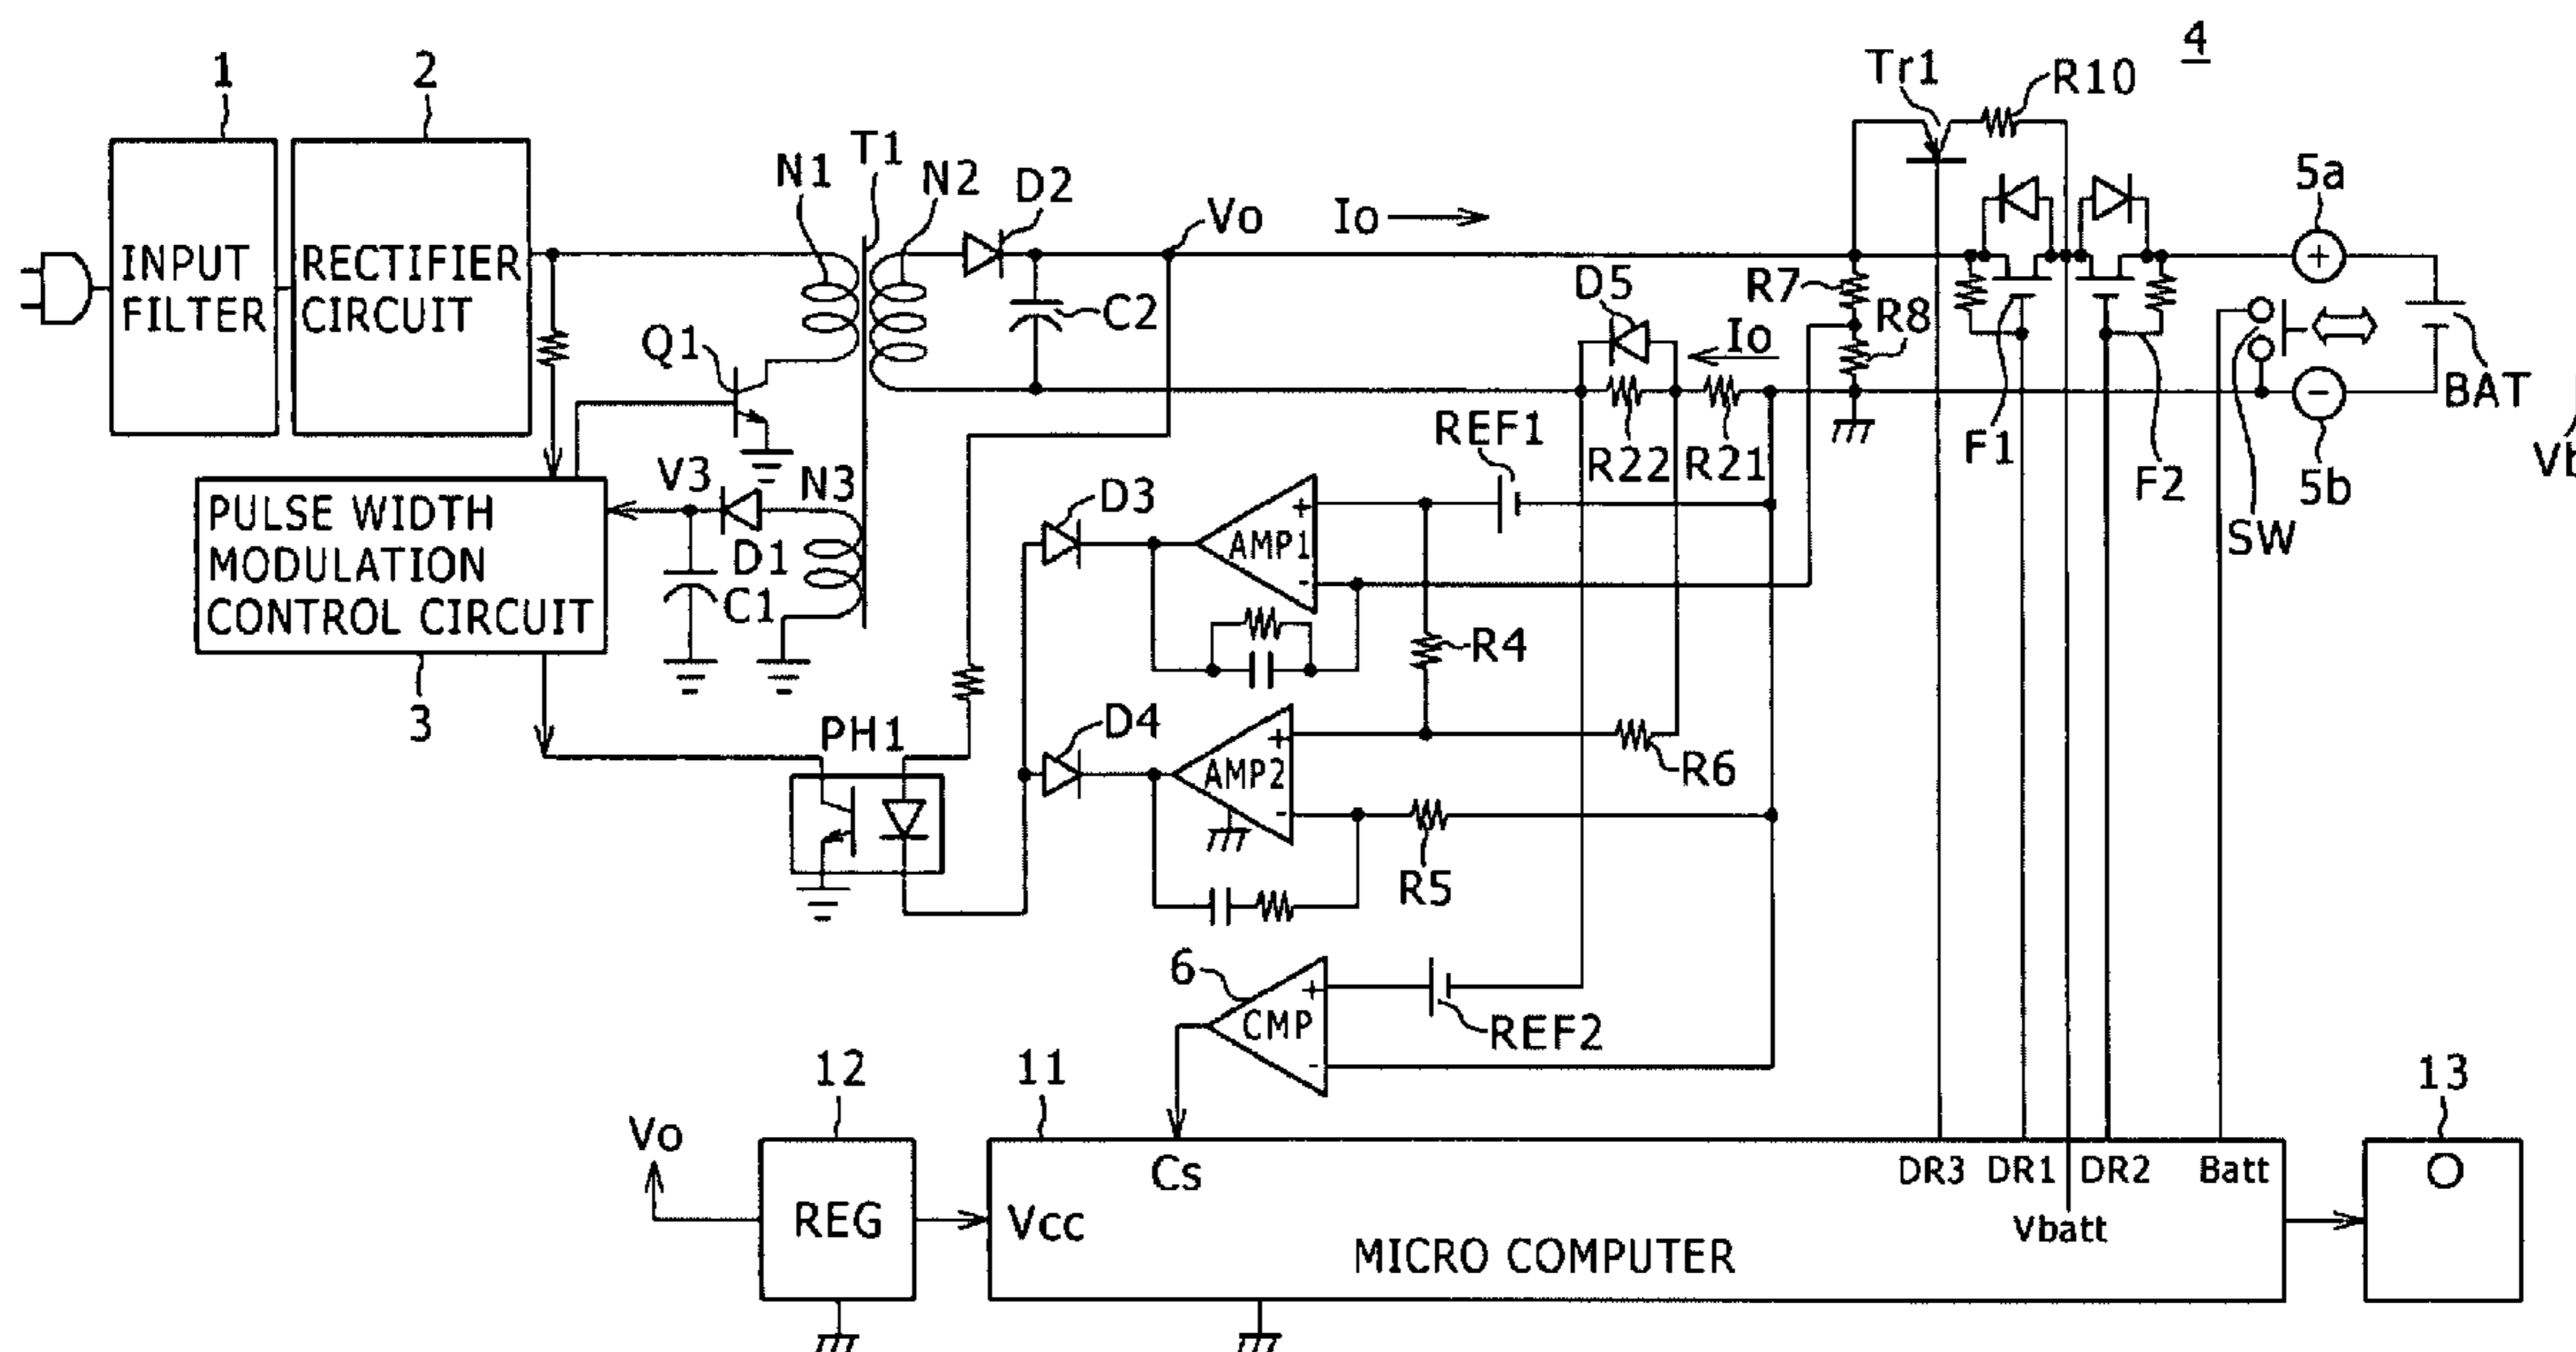 4
1
2
Tr1
R10
T1
N1
N2
D2
Vo
Io
5a
+
INPUT
FILTER
RECTIFIER
CIRCUIT
C2
D5
R7
R8
Io
Q1
BAT
REF1
R22
R21
F1
F2
SW
5b
-
PULSE WIDTH
MODULATION
CONTROL CIRCUIT
V3
D1
C1
N3
D3
+
AMP1
-
R4
3
PH1
D4
+
AMP2
-
R6
R5
6
+
CMP
-
REF2
12
11
13
Vo
REG
Cs
Vcc
DR3
DR1
DR2
Batt
Vbatt
MICRO COMPUTER